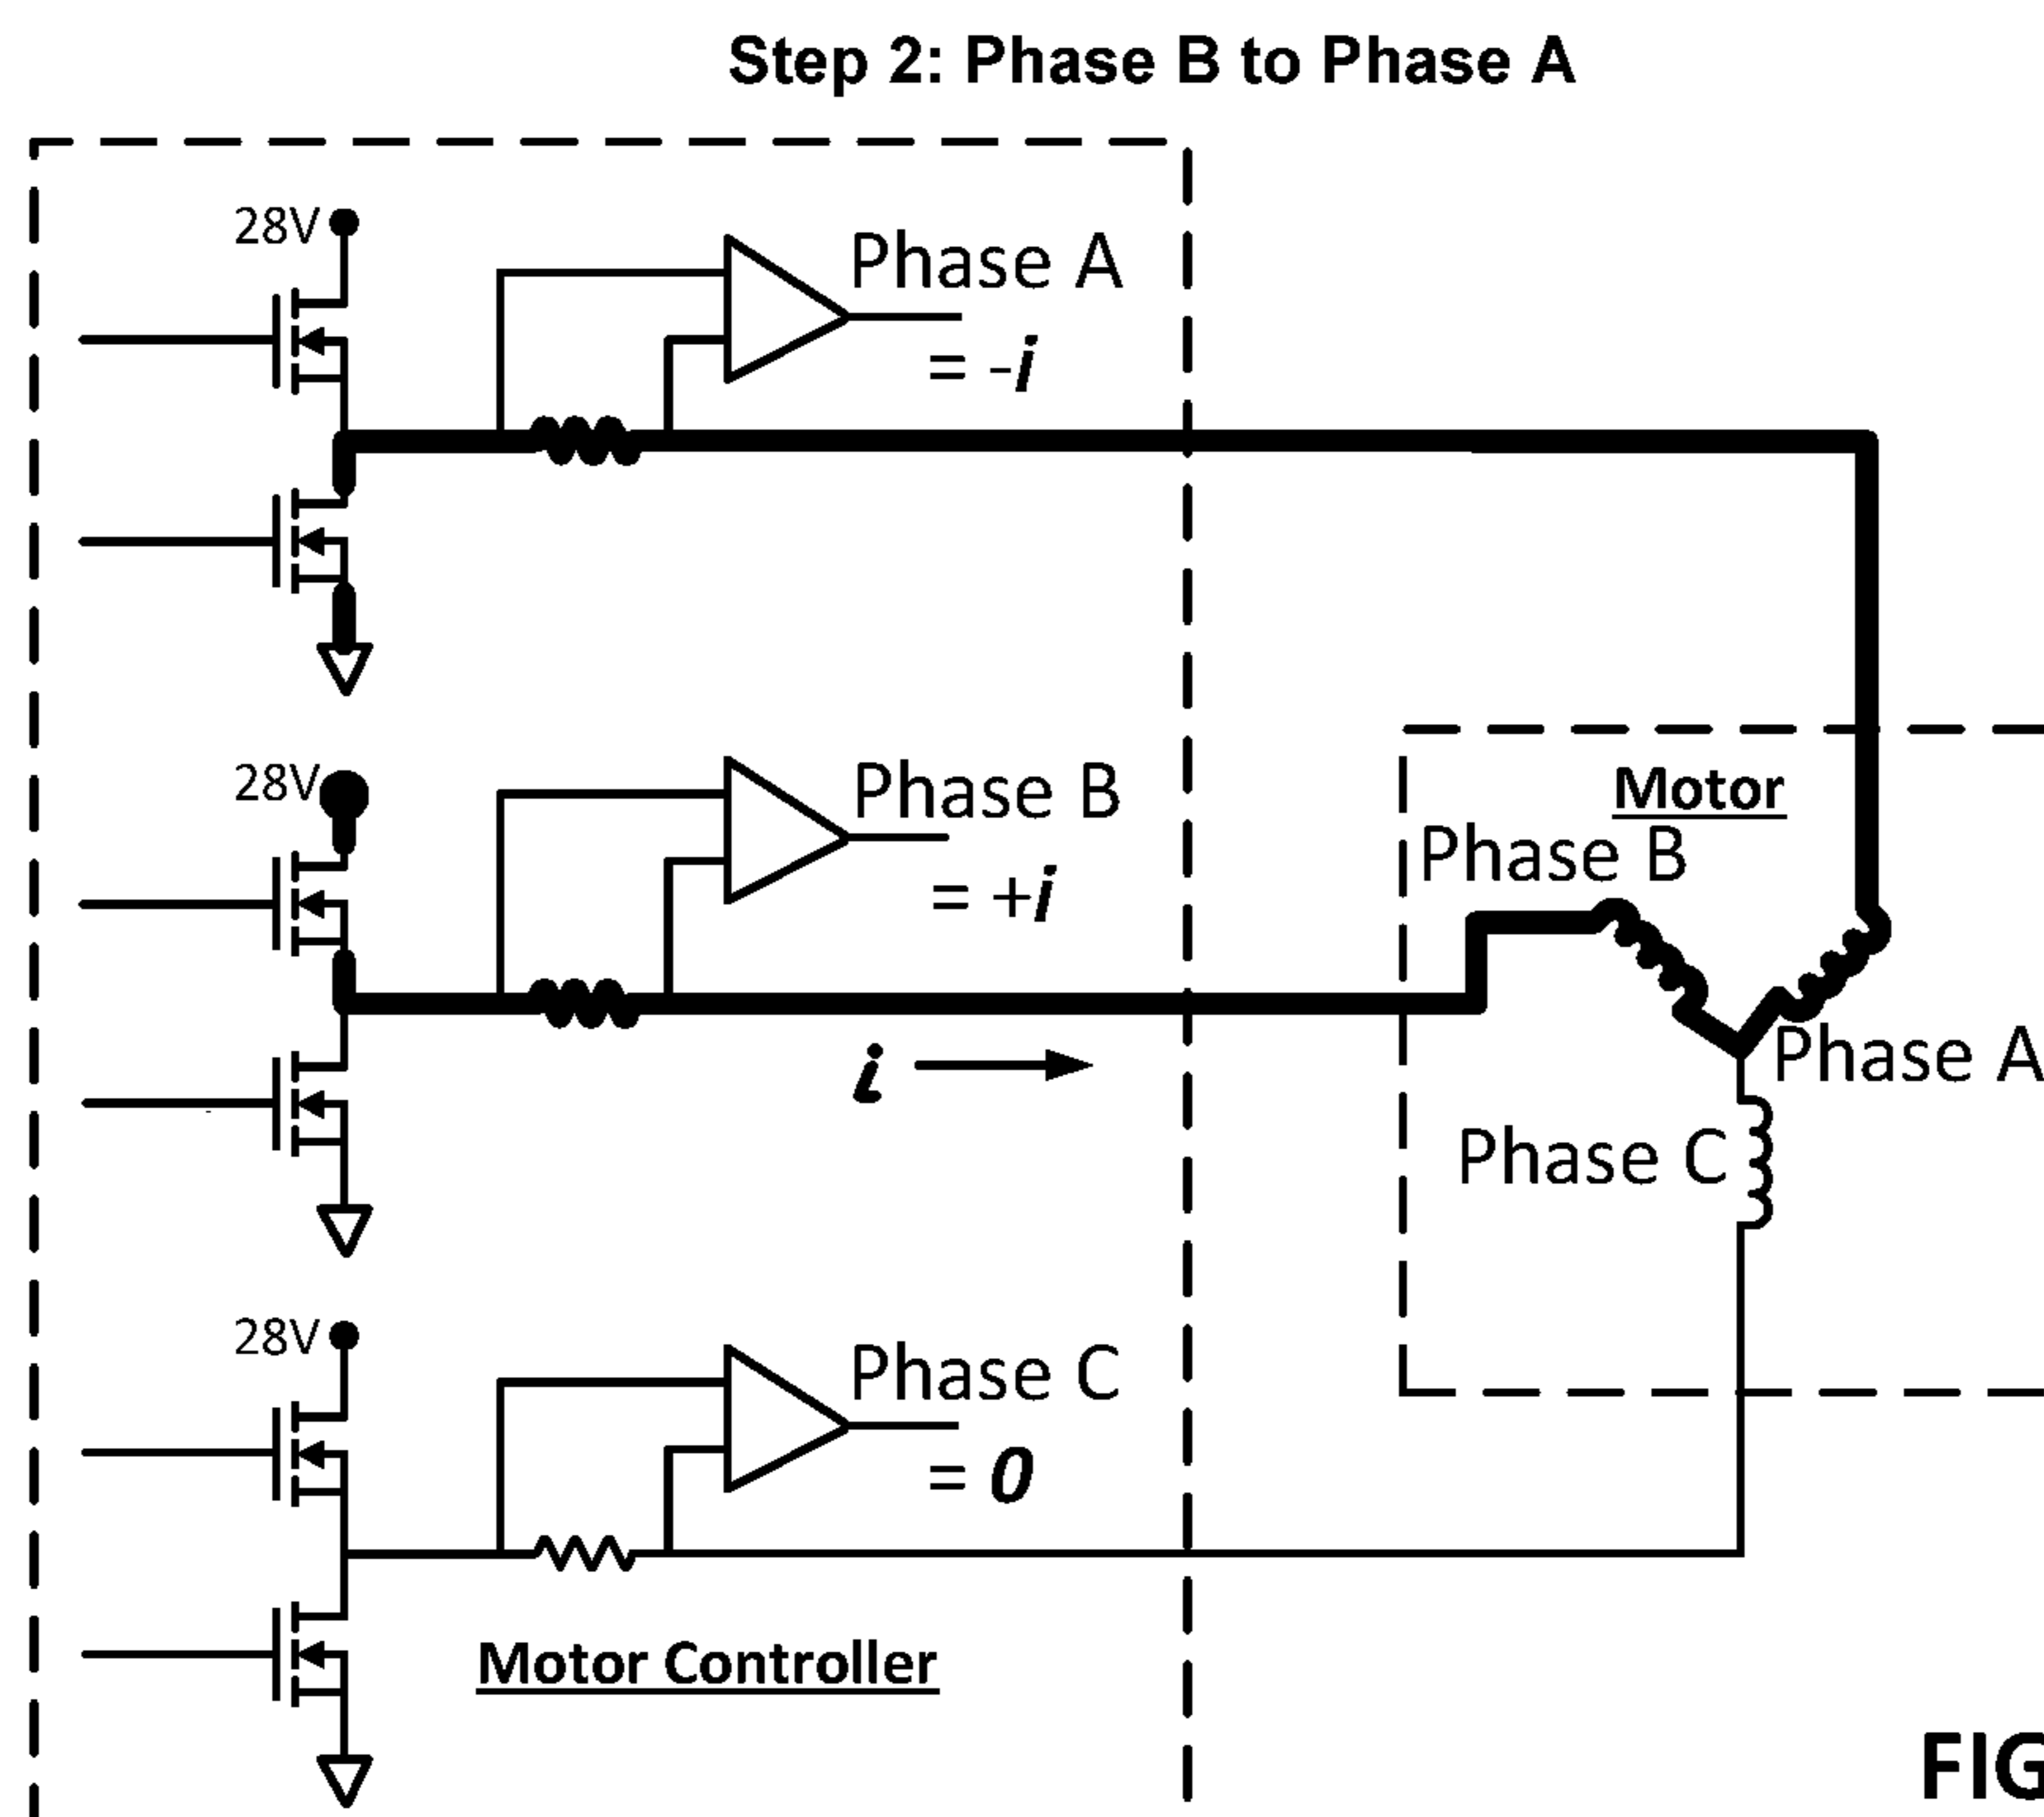 Step 2: Phase B to Phase A
28V
Phase A
= -i
28V
Phase B
= +i
Motor
Phase B
i
Phase A
Phase C
28V
Phase C
= 0
Motor Controller
FIG